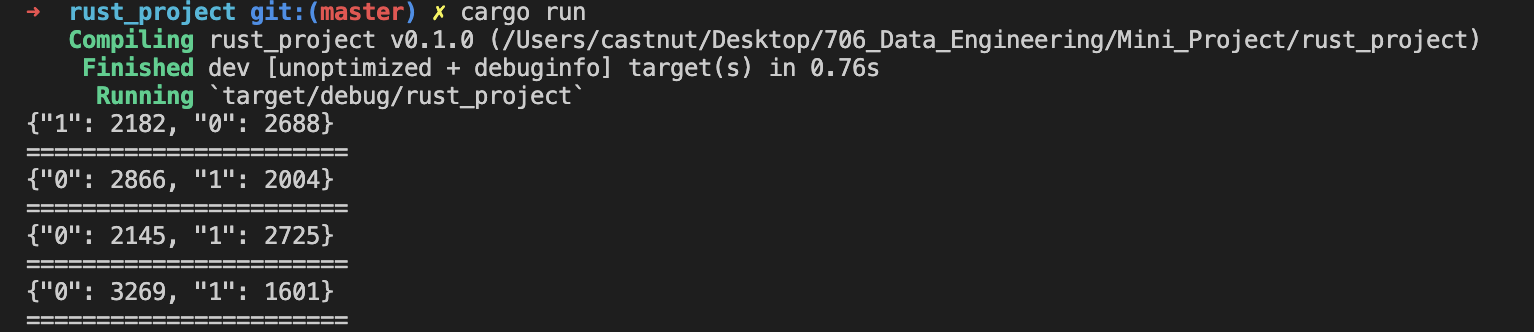 ➜  rust_project git:(master) ✗ cargo run
   Compiling rust_project v0.1.0 (/Users/castnut/Desktop/706_Data_Engineering/Mini_Project/rust_project)
    Finished dev [unoptimized + debuginfo] target(s) in 0.76s
     Running `target/debug/rust_project`
{"1": 2182, "0": 2688}
=======================
{"0": 2866, "1": 2004}
=======================
{"0": 2145, "1": 2725}
=======================
{"0": 3269, "1": 1601}
=======================